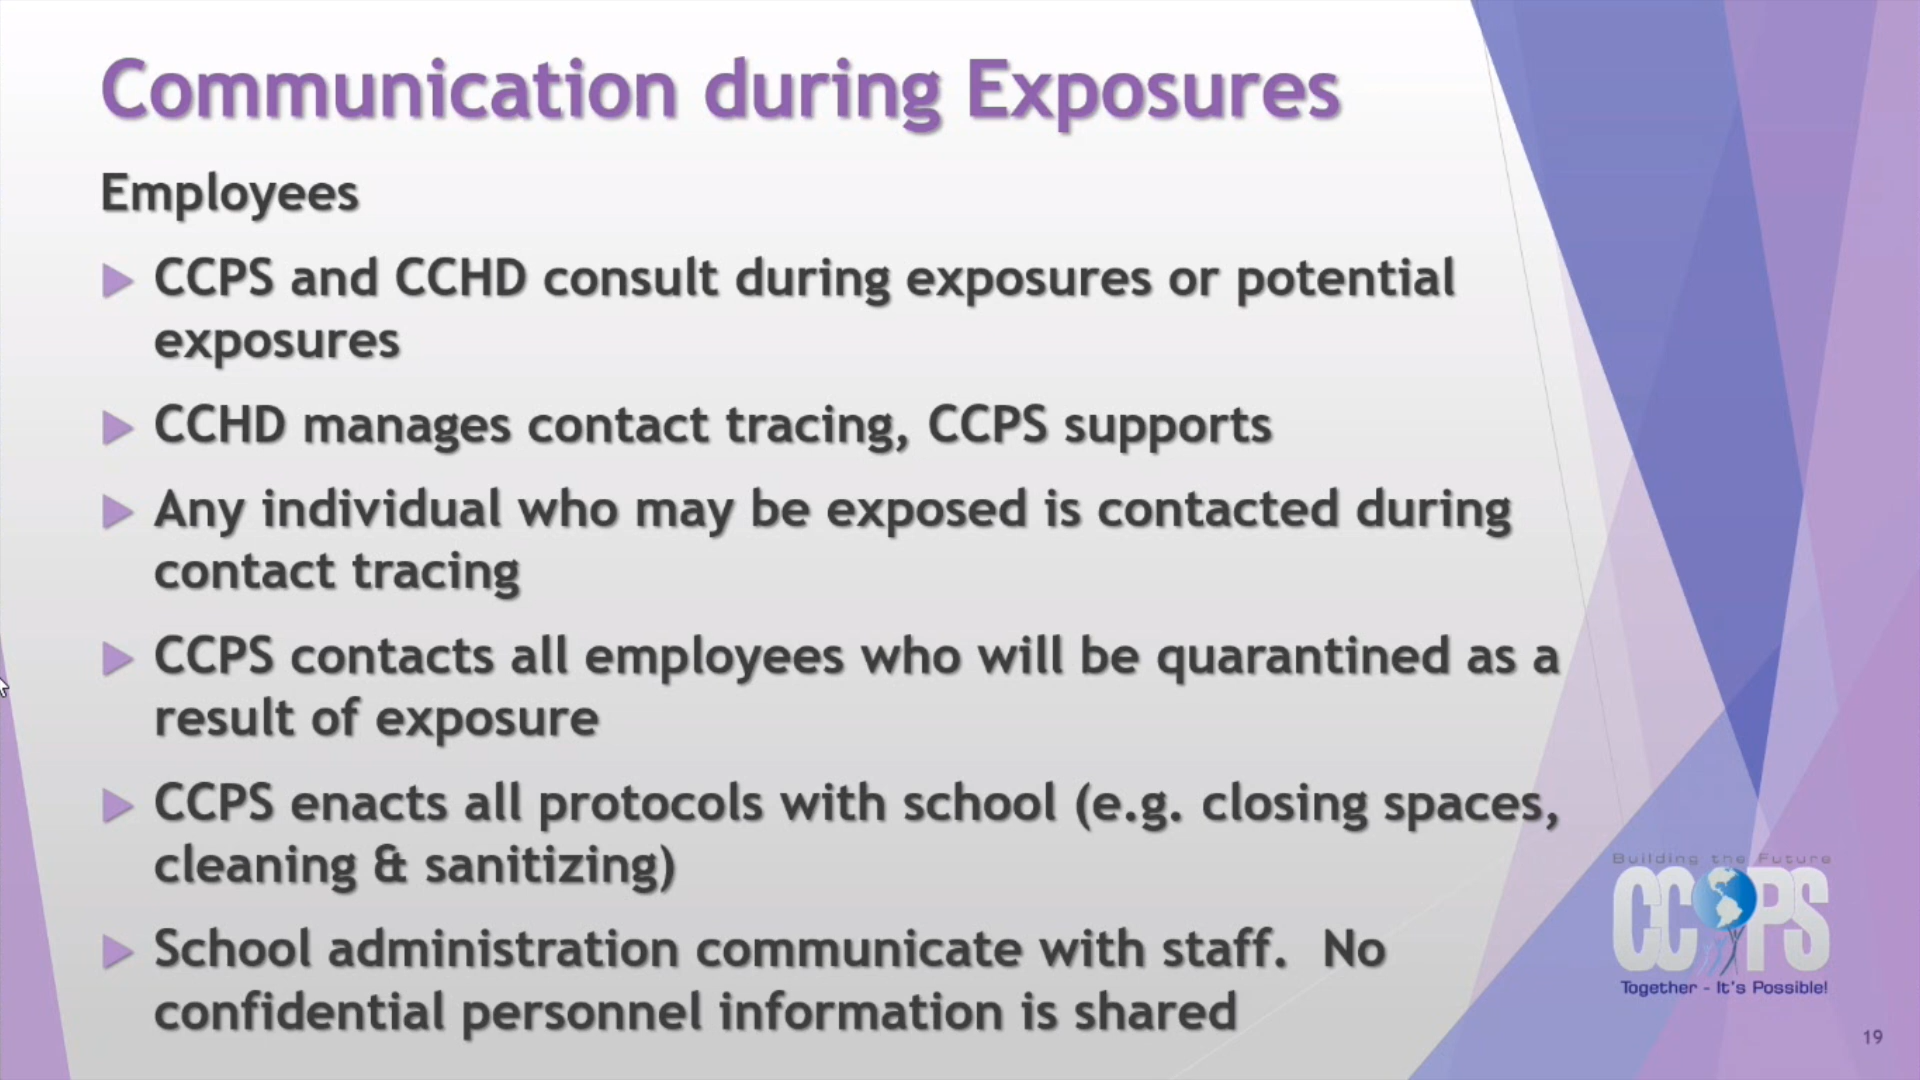 Communication during Exposures
Employees
CCPS and CCHD consult during exposures or potential
exposures
CCHD manages contact tracing, CCPS supports
Any individual who may be exposed is contacted during
contact tracing
CCPS contacts all employees who will be quarantined as a
result of exposure
CCPS enacts all protocols with school (e.g. closing spaces,
cleaning & sanitizing)
School administration communicate with staff.  No
confidential personnel information is shared
Building the Future
CCPS
Together - It's Possible!
19